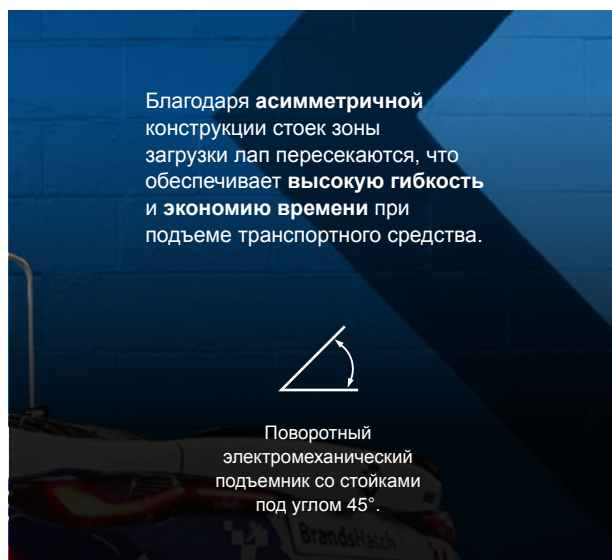 Благодаря асимметричной
конструкции стоек зоны
загрузки лап пересекаются, что
обеспечивает высокую гибкость
и экономию времени при
подъеме транспортного средства.
Поворотный
электромеханический
подъемник со стойками
под углом 45°.
BrandsHatch